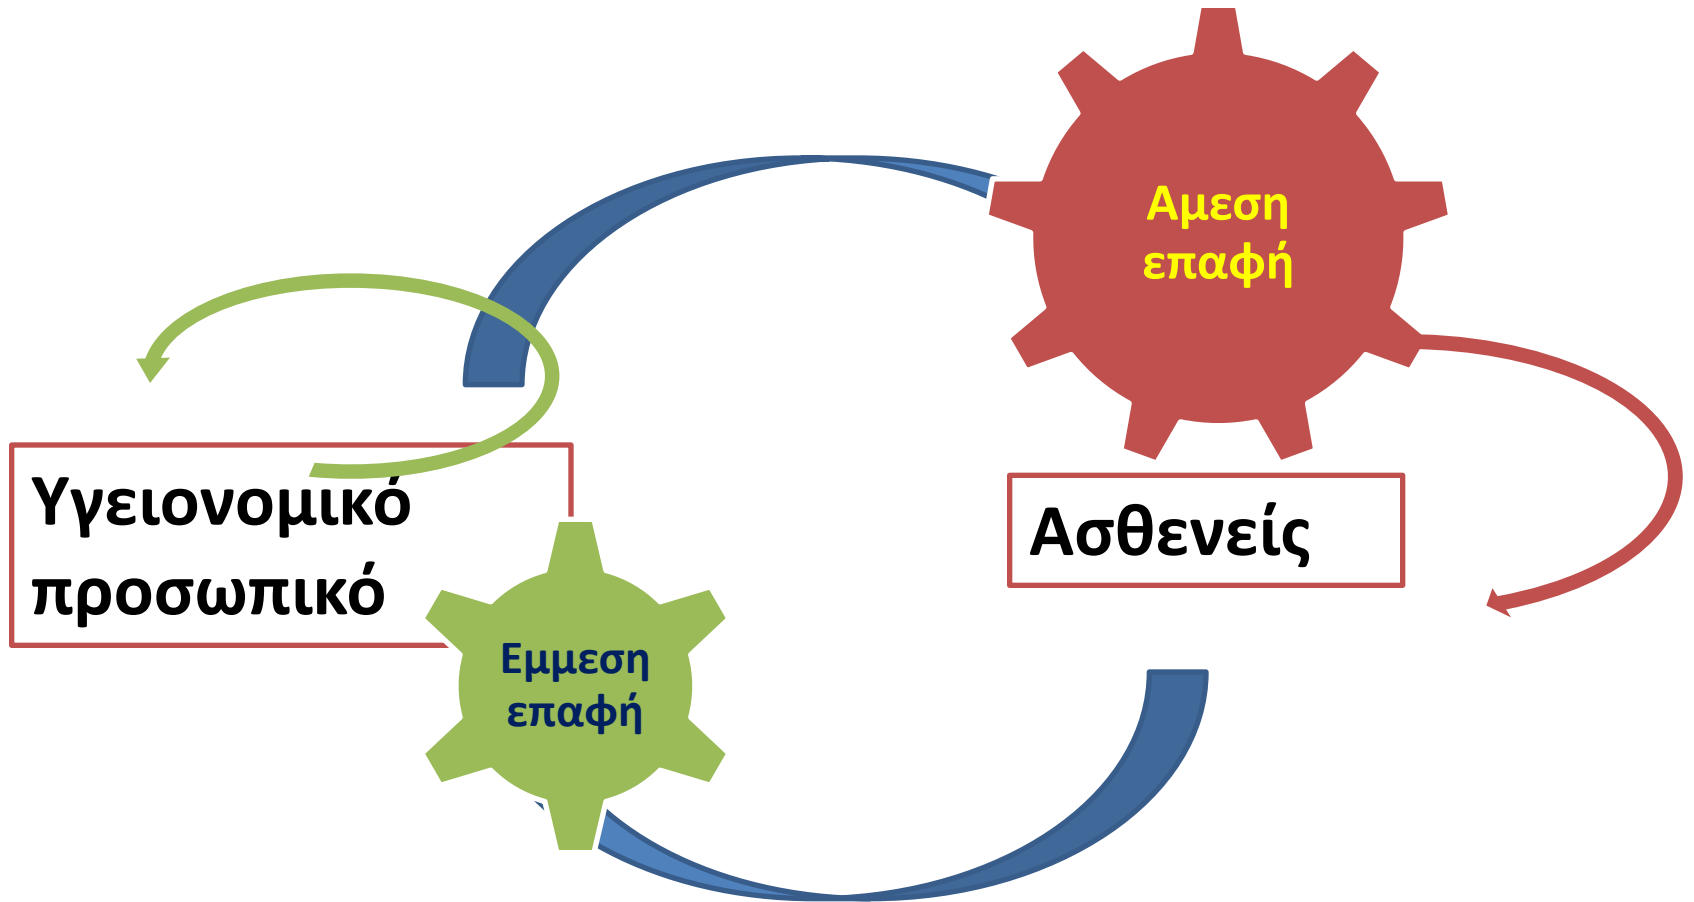 Αμεση
επαφή
Υγειονομικό
προσωπικό
Ασθενείς
Εμμεση
επαφή